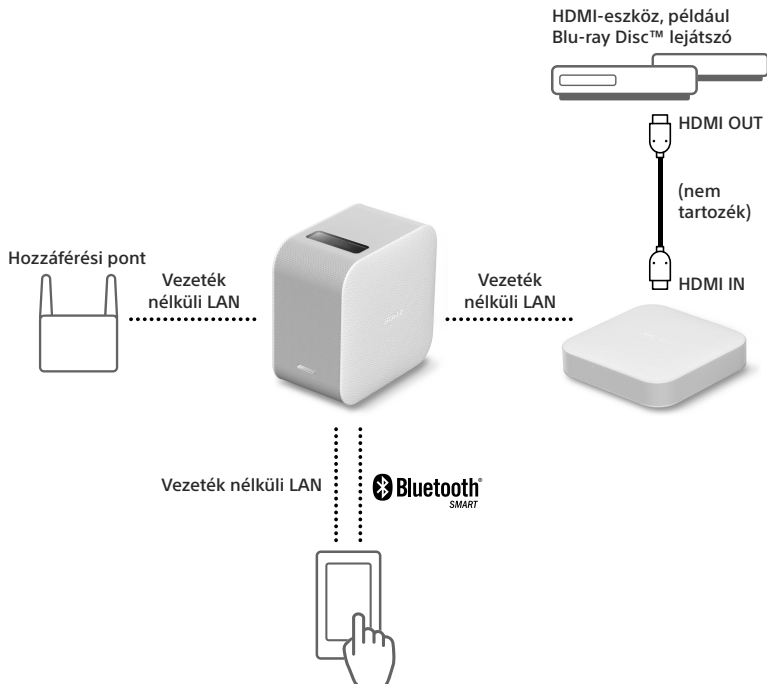 HDMI-eszköz, például
Blu-ray Disc™ lejátszó
HDMI OUT
(nem
tartozék)
HDMI IN
Hozzáférési pont
Vezeték
nélküli LAN
Vezeték
nélküli LAN
Vezeték nélküli LAN
Bluetooth®
SMART